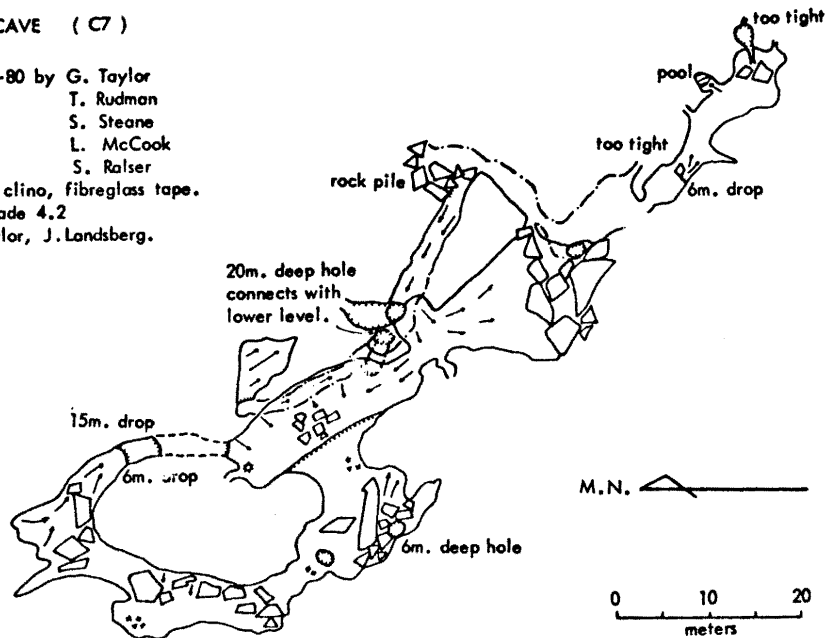 CAVE ( C7 )
-80 by G. Taylor
T. Rudman
S. Steane
L. McCook
S. Ralser
clino, fibreglass tape.
ade 4.2
lor, J.Landsberg.
too tight
pool
too tight
6m. drop
rock pile
20m. deep hole
connects with
lower level.
15m. drop
6m. drop
6m. deep hole
M.N.
0 10 20
meters